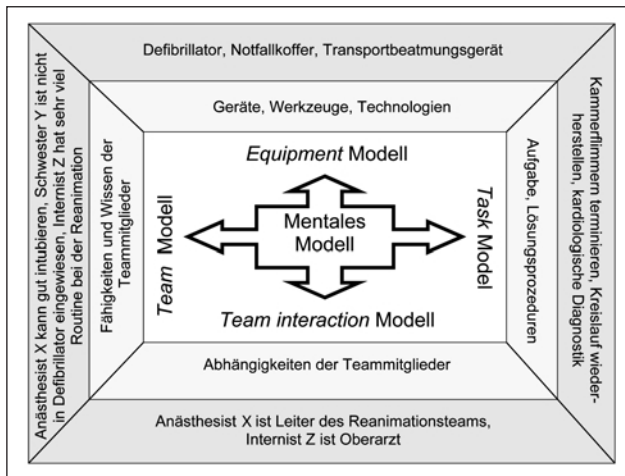 Defibrillator, Notfallkoffer, Transportbeatmungsgerät
Geräte, Werkzeuge, Technologien
Equipment Modell
Anästhesist X kann gut intubieren, Schwester Y ist nicht
in Defibrillator eingewiesen, Internist Z hat sehr viel
Routine bei der Reanimation
Fähigkeiten und Wissen der
Teammitglieder
Team Modell
Mentales
Modell
Task Model
Aufgabe, Lösungsprozeduren
Kammerflimmern terminieren, Kreislauf wieder-
herstellen, kardiologische Diagnostik
Team interaction Modell
Abhängigkeiten der Teammitglieder
Anästhesist X ist Leiter des Reanimationsteams,
Internist Z ist Oberarzt